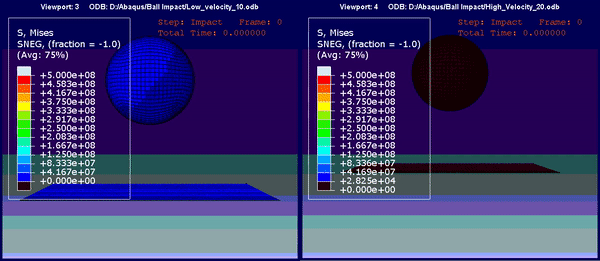 Viewport: 3 ODB: D:/Abaqus/Ball Impact/Low_velocity_10.odb
Step: Impact Frame: 0
Total Time: 0.000000
S, Mises
SNEG, (fraction = -1.0)
(Avg: 75%)
+5.000e+08
+4.583e+08
+4.167e+08
+3.750e+08
+3.333e+08
+2.917e+08
+2.500e+08
+2.083e+08
+1.667e+08
+1.250e+08
+8.333e+07
+4.167e+07
+0.000e+00
Viewport: 4 ODB: D:/Abaqus/Ball Impact/High_Velocity_20.odb
Step: Impact Frame: 0
Total Time: 0.000000
S, Mises
SNEG, (fraction = -1.0)
(Avg: 75%)
+5.000e+08
+4.583e+08
+4.167e+08
+3.750e+08
+3.333e+08
+2.917e+08
+2.500e+08
+2.083e+08
+1.667e+08
+1.250e+08
+8.336e+07
+4.169e+07
+2.825e+04
+0.000e+00